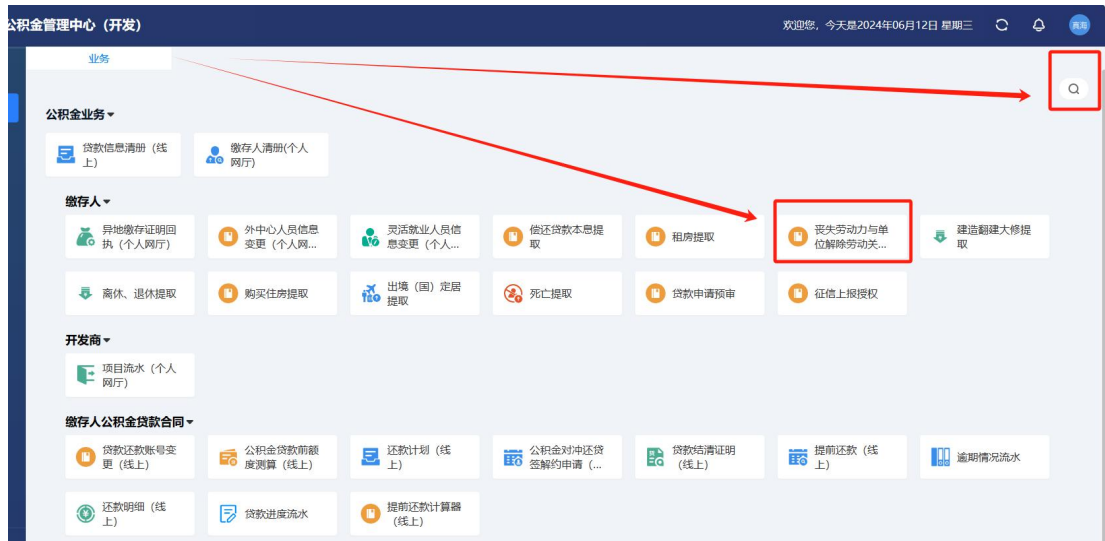 公积金管理中心（开发）
欢迎您，今天是2024年06月12日 星期三
业务
公积金业务
贷款信息清册（线
上）
缴存人清册(个人
网厅)
缴存人
异地缴存证明回
执（个人网厅）
外中心人员信息
变更（个人网...
灵活就业人员信
息变更（个人...
偿还贷款本息提
取
租房提取
丧失劳动力与单
位解除劳动关...
建造翻建大修提
取
离休、退休提取
购买住房提取
出境（国）定居
提取
死亡提取
贷款申请预审
征信上报授权
开发商
项目流水（个人
网厅）
缴存人公积金贷款合同
贷款还款账号变
更（线上）
公积金贷款前额
度测算（线上）
还款计划（线
上）
公积金对冲还贷
签解约申请（...
贷款结清证明
（线上）
提前还款（线
上）
逾期情况流水
还款明细（线
上）
贷款进度流水
提前还款计算器
（线上）